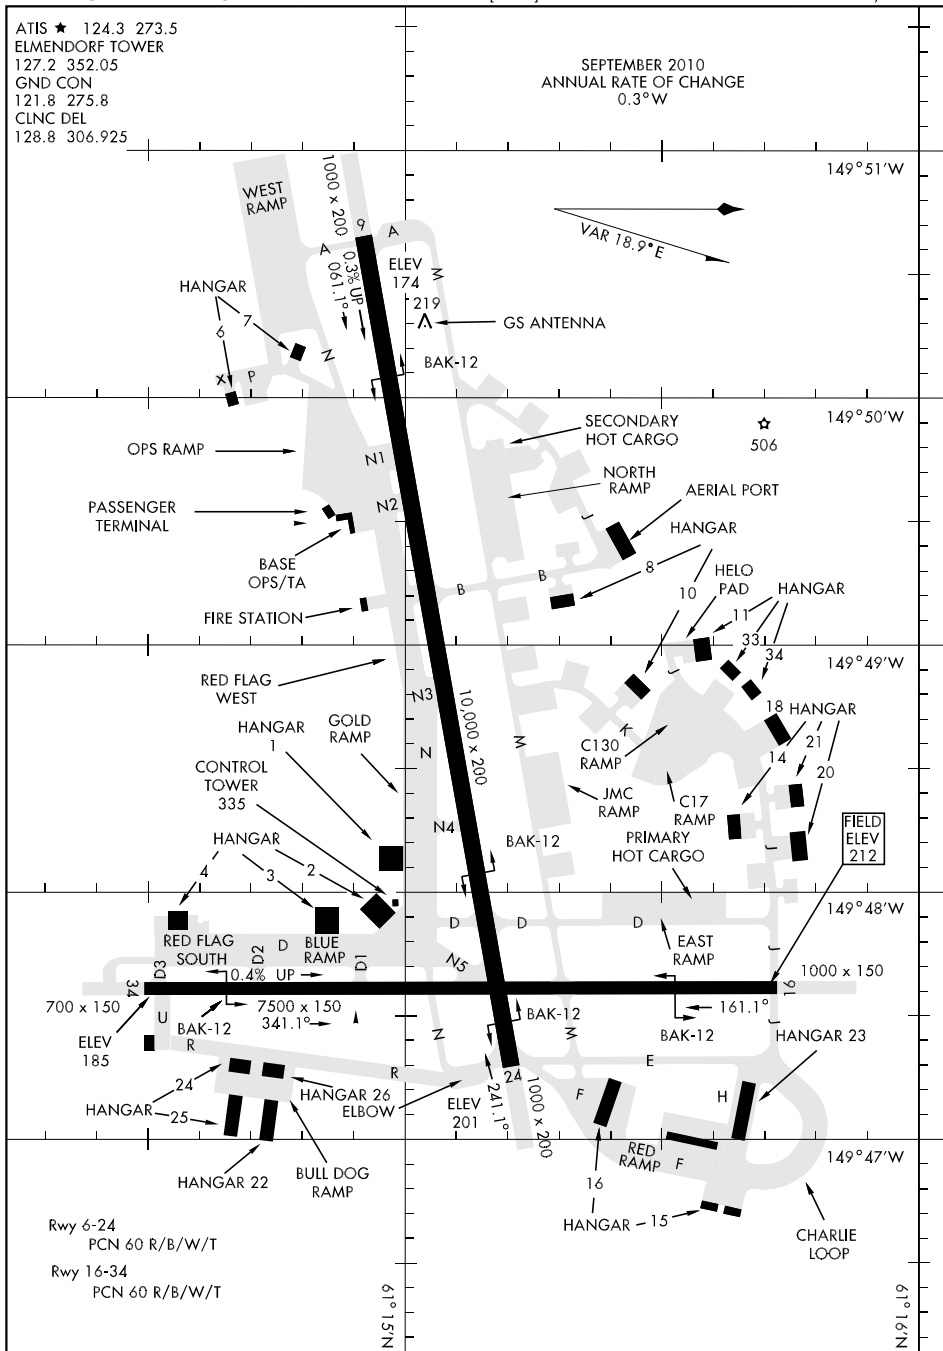 ATIS ★ 124.3 273.5
ELMENDORF TOWER
127.2 352.05
GND CON
121.8 275.8
CLNC DEL
128.8 306.925
SEPTEMBER 2010
ANNUAL RATE OF CHANGE
0.3°W
149°51'W
VAR 18.9°E
WEST
RAMP
1000 x 200
9
A
A
0.3% UP
061.1°
ELEV
174
M
219
GS ANTENNA
HANGAR
6
7
N
BAK-12
X
P
149°50'W
506
SECONDARY
HOT CARGO
OPS RAMP
N1
NORTH
RAMP
AERIAL PORT
N2
PASSENGER
TERMINAL
J
HANGAR
BASE
OPS/TA
B
B
8
10
HELO
PAD
HANGAR
11
33
34
FIRE STATION
149°49'W
J
RED FLAG
WEST
N3
10,000 x 200
HANGAR
1
GOLD
RAMP
18
HANGAR
K
M
N
C130
RAMP
14
21
20
CONTROL
TOWER
335
JMC
RAMP
C17
RAMP
N4
FIELD
ELEV
212
BAK-12
PRIMARY
HOT CARGO
HANGAR
4
3
2
J
149°48'W
D
D
D
RED FLAG
SOUTH
D
BLUE
RAMP
EAST
RAMP
D3
D2
D1
N5
J
0.4% UP
1000 x 150
34
16
700 x 150
7500 x 150
341.1°
161.1°
U
BAK-12
BAK-12
BAK-12
J
ELEV
185
R
N
M
HANGAR 23
E
R
24
HANGAR
24
25
HANGAR 26
ELBOW
ELEV
201
241.1°
1000 x 200
F
H
149°47'W
RED
RAMP
F
HANGAR 22
BULL DOG
RAMP
16
HANGAR
15
CHARLIE
LOOP
Rwy 6-24
PCN 60 R/B/W/T
Rwy 16-34
PCN 60 R/B/W/T
61°15'N
61°16'N